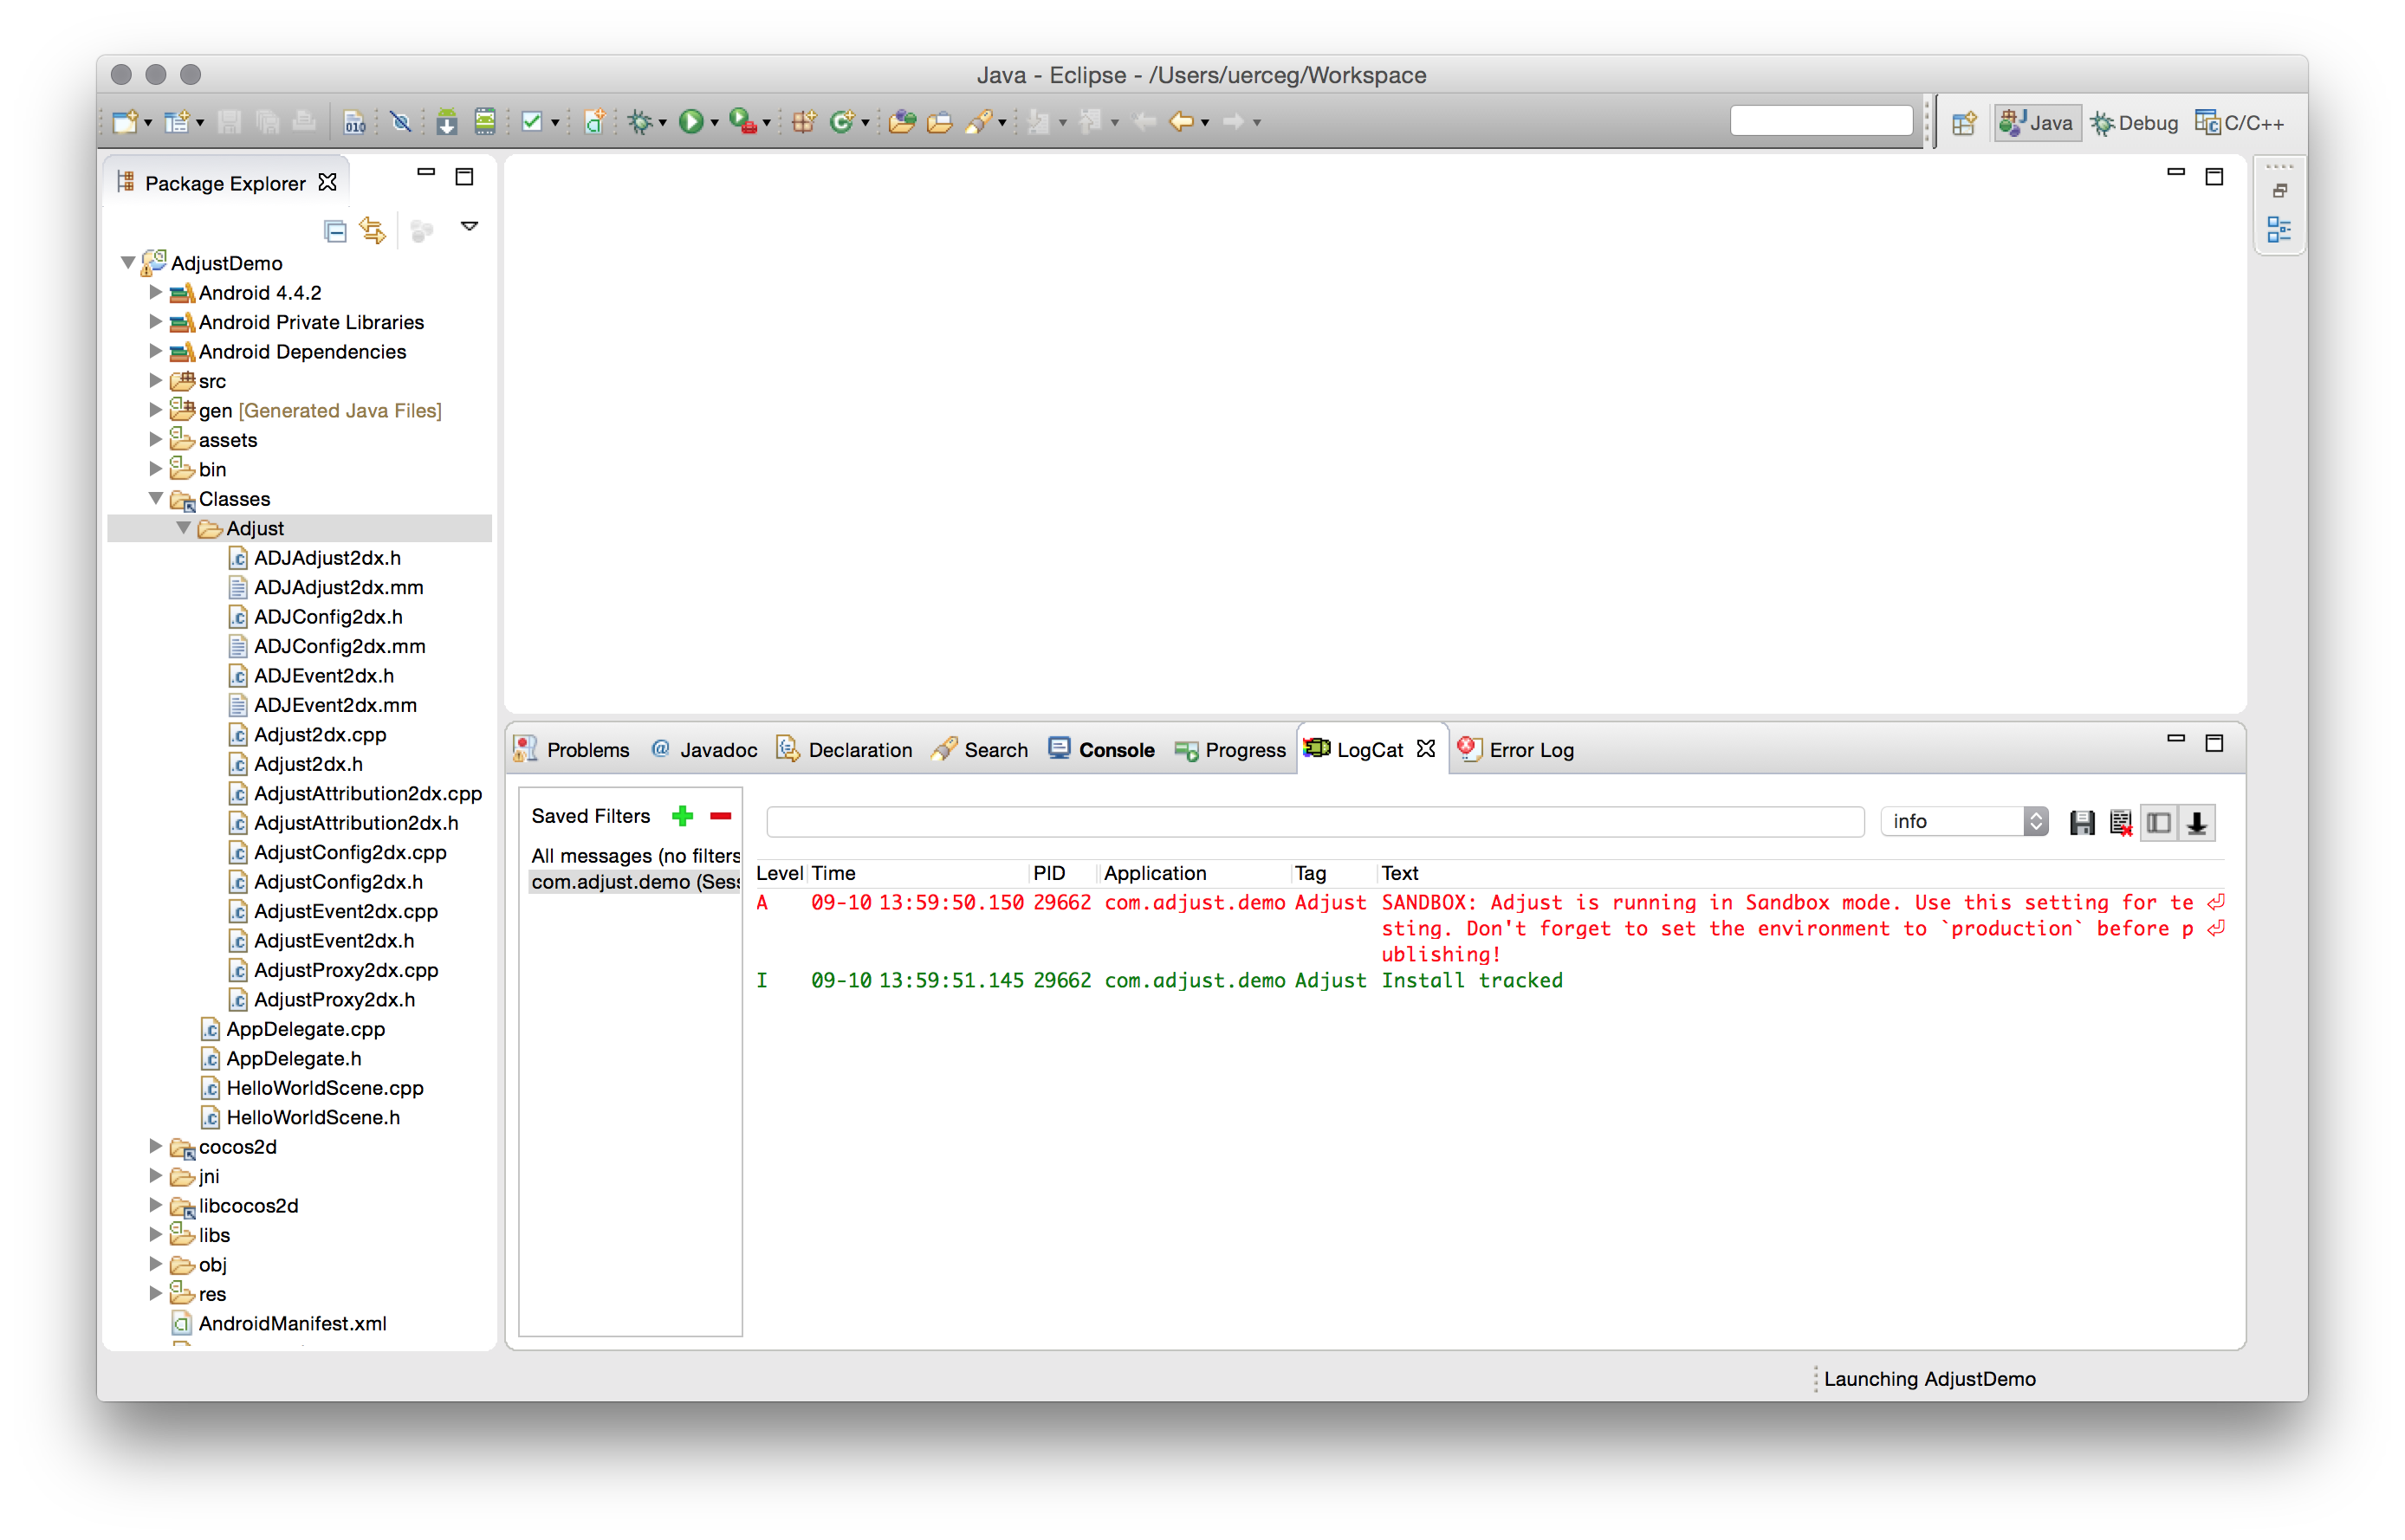 Java - Eclipse - /Users/uerceg/Workspace
Java
Debug
C/C++
Package Explorer
AdjustDemo
Android 4.4.2
Android Private Libraries
Android Dependencies
src
gen [Generated Java Files]
assets
bin
Classes
Adjust
ADJAdjust2dx.h
ADJAdjust2dx.mm
ADJConfig2dx.h
ADJConfig2dx.mm
ADJEvent2dx.h
ADJEvent2dx.mm
Adjust2dx.cpp
Adjust2dx.h
AdjustAttribution2dx.cpp
AdjustAttribution2dx.h
AdjustConfig2dx.cpp
AdjustConfig2dx.h
AdjustEvent2dx.cpp
AdjustEvent2dx.h
AdjustProxy2dx.cpp
AdjustProxy2dx.h
AppDelegate.cpp
AppDelegate.h
HelloWorldScene.cpp
HelloWorldScene.h
cocos2d
jni
libcocos2d
libs
obj
res
AndroidManifest.xml
Problems
Javadoc
Declaration
Search
Console
Progress
LogCat
Error Log
Saved Filters
All messages (no filters
com.adjust.demo (Sess
info
Level Time PID Application Tag Text
A 09-10 13:59:50.150 29662 com.adjust.demo Adjust SANDBOX: Adjust is running in Sandbox mode. Use this setting for te
sting. Don't forget to set the environment to `production` before p
ublishing!
I 09-10 13:59:51.145 29662 com.adjust.demo Adjust Install tracked
Launching AdjustDemo